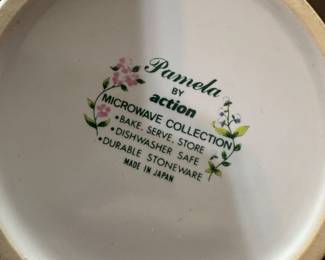 Pamela
BY
action
MICROWAVE COLLECTION
•BAKE, SERVE, STORE
•DISHWASHER SAFE
•DURABLE STONEWARE
MADE IN JAPAN